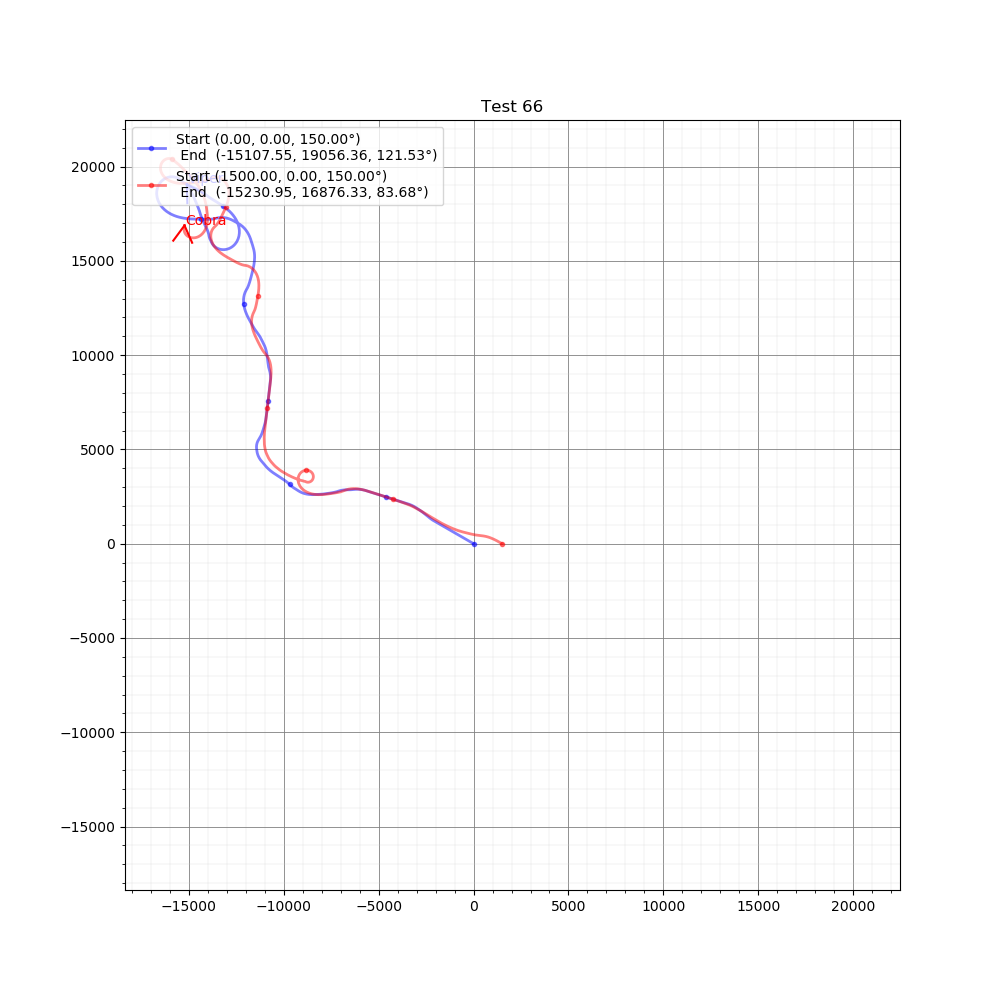 Test 66
Start (0.00, 0.00, 150.00°)
End (-15107.55, 19056.36, 121.53°)
Start (1500.00, 0.00, 150.00°)
End (-15230.95, 16876.33, 83.68°)
Cobra
20000
15000
10000
5000
0
−5000
−10000
−15000
−15000 −10000 −5000 0 5000 10000 15000 20000